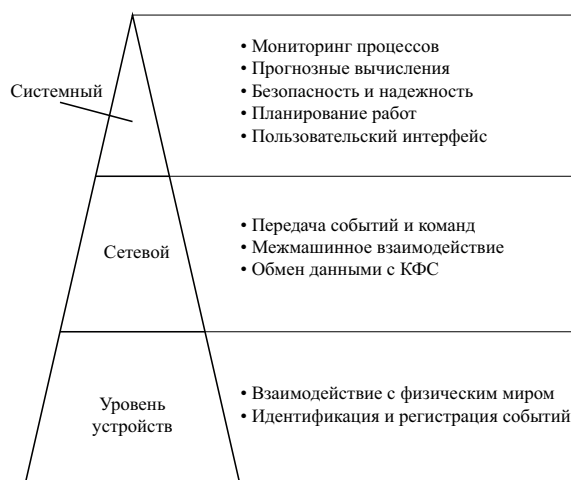 Системный
• Мониторинг процессов
• Прогнозные вычисления
• Безопасность и надежность
• Планирование работ
• Пользовательский интерфейс
Сетевой
• Передача событий и команд
• Межмашинное взаимодействие
• Обмен данными с КФС
Уровень
устройств
• Взаимодействие с физическим миром
• Идентификация и регистрация событий